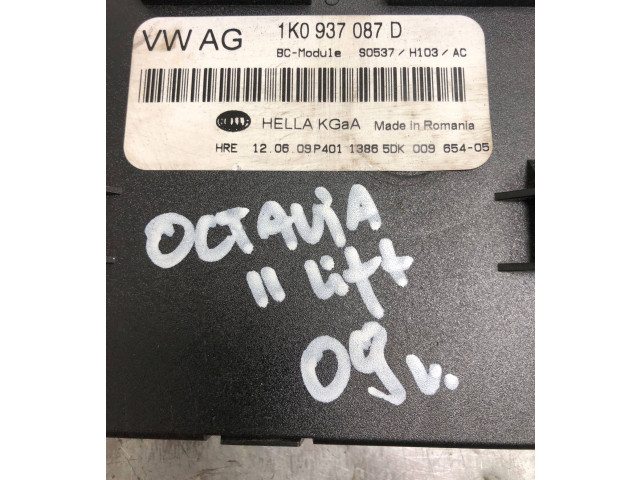 VW AG 1K0 937 087 D
BC-Module S0537 / H103 / AC
HELLA HELLA KGaA Made in Romania
HRE 12.06.09P401 1386 5DK 009 654-05
OCTAViA
II Lift
09 v.